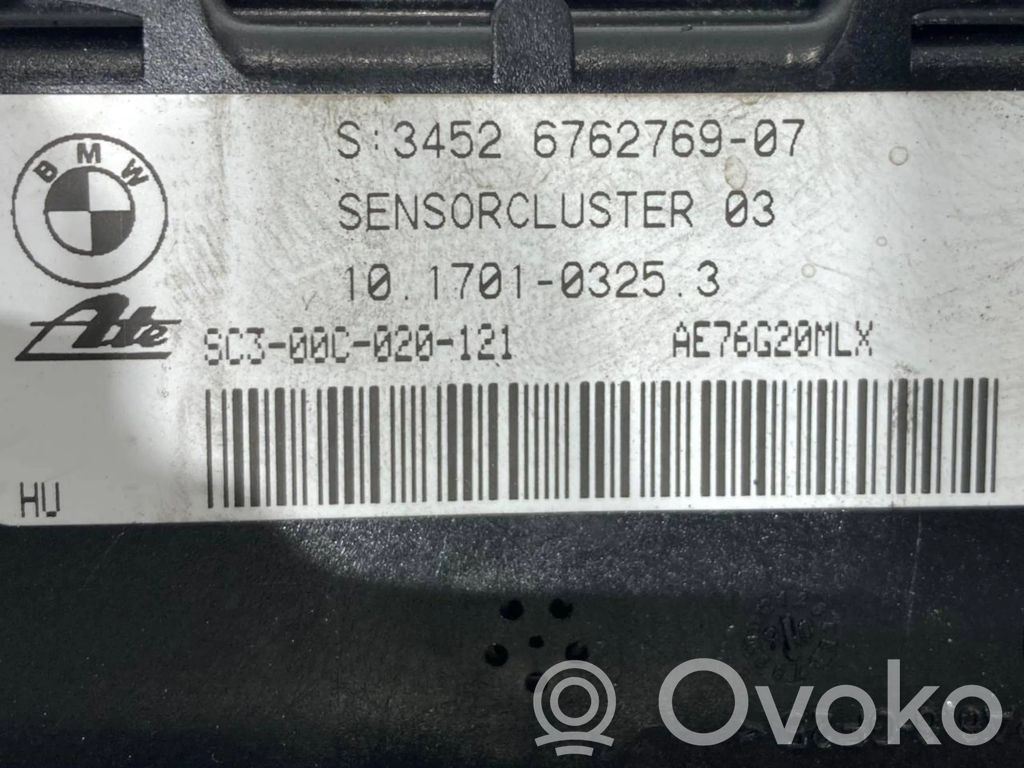 S:3452 6762769-07
BMW
SENSORCLUSTER 03
10.1701-0325.3
Ate
SC3-00C-020-121 AE76G20MLX
HU
Ovoko